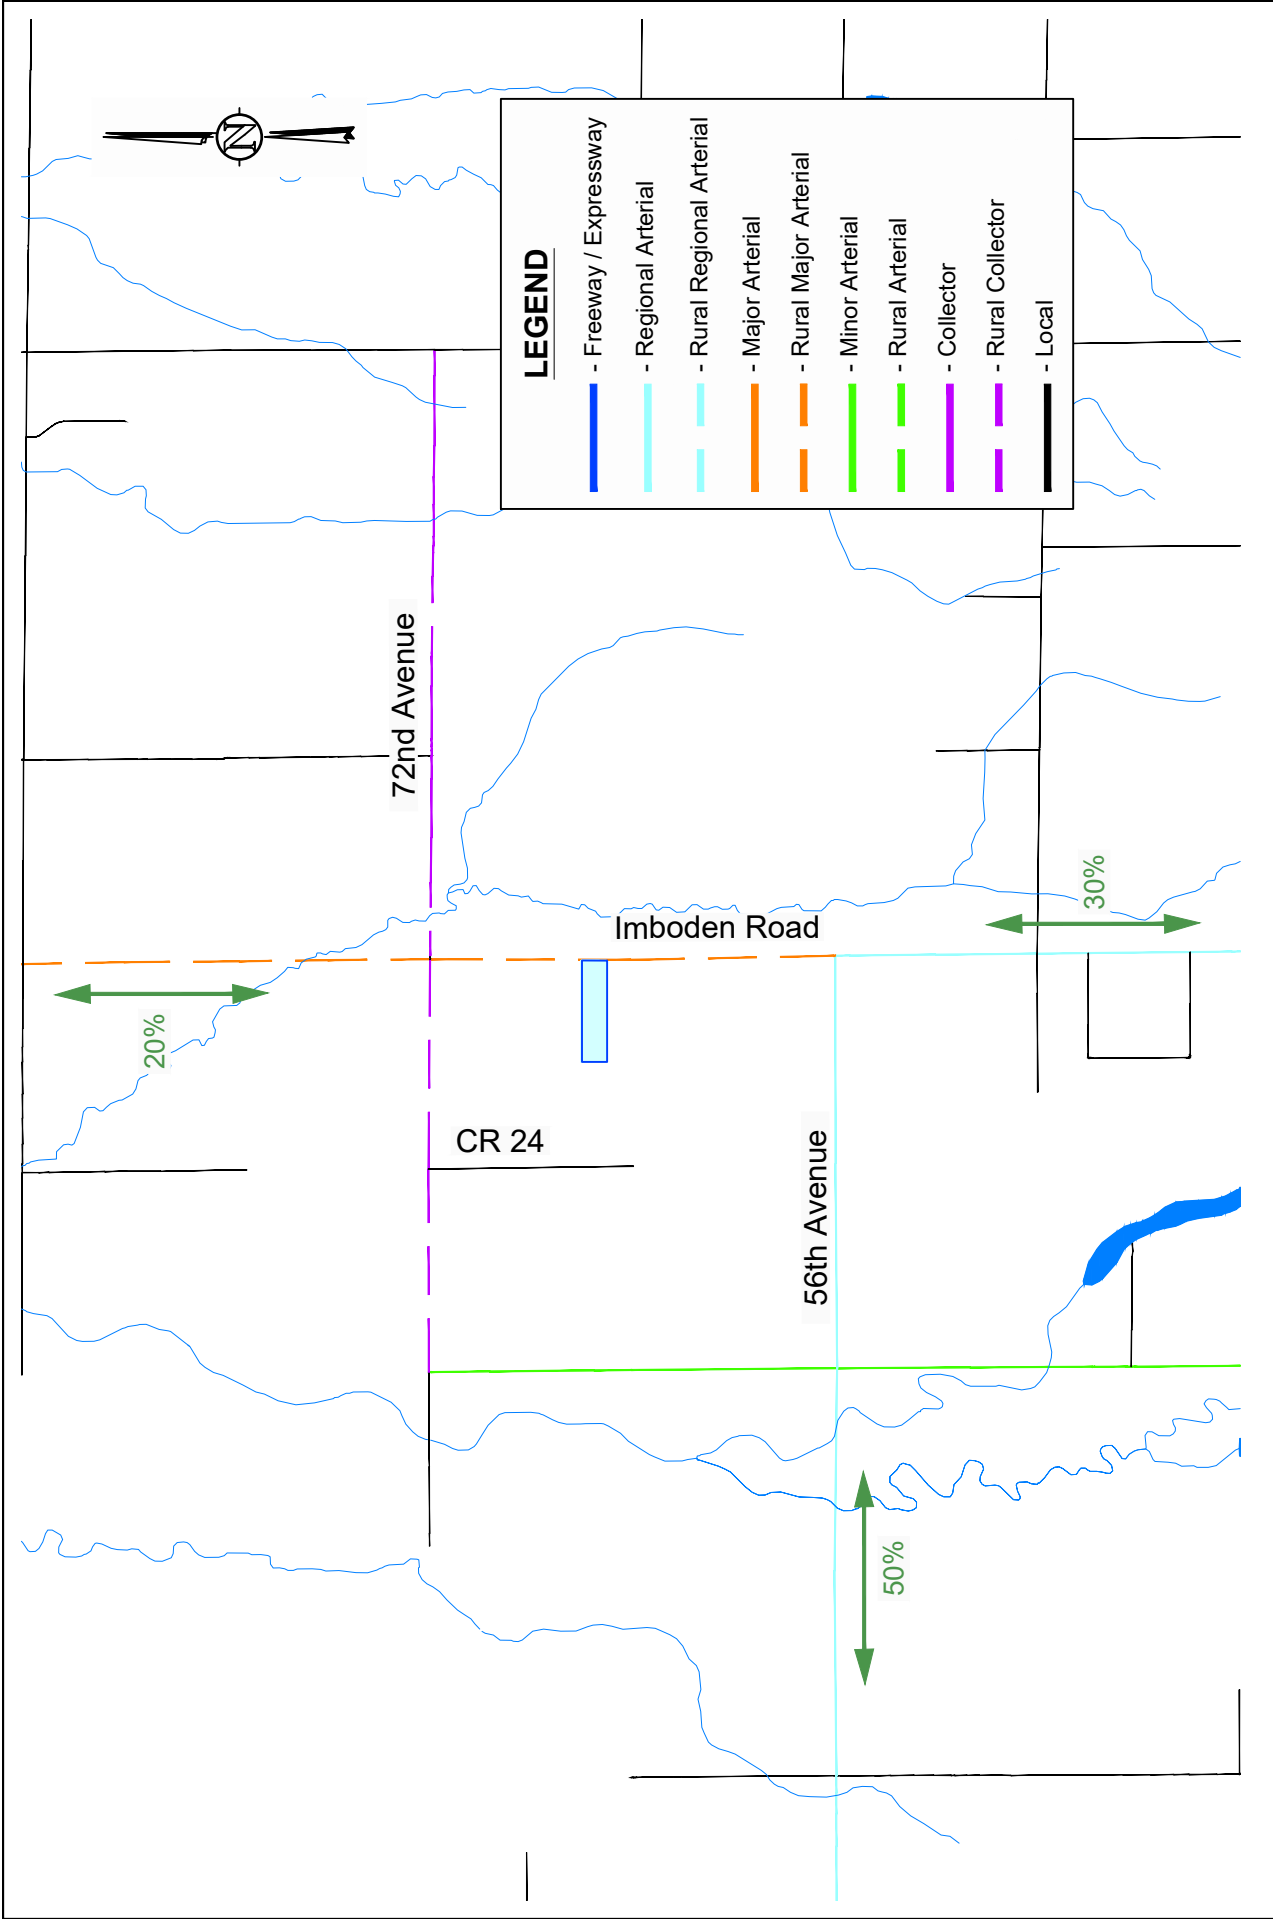 N
LEGEND
- Freeway / Expressway
- Regional Arterial
- Rural Regional Arterial
- Major Arterial
- Rural Major Arterial
- Minor Arterial
- Rural Arterial
- Collector
- Rural Collector
- Local
72nd Avenue
Imboden Road
30%
20%
CR 24
56th Avenue
50%